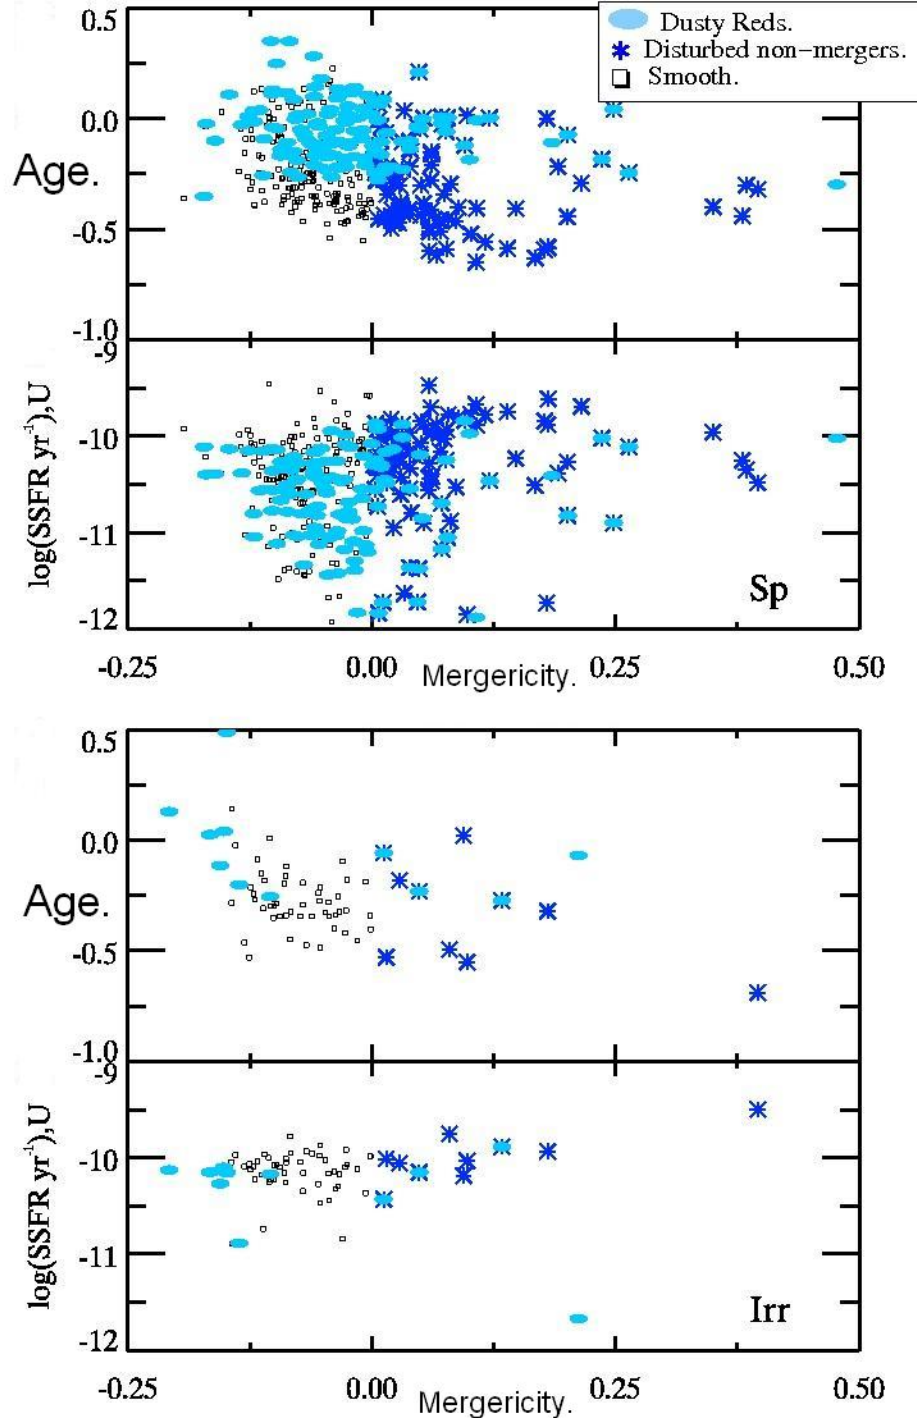 0.5
Dusty Reds.
Disturbed non-mergers.
Smooth.
0.0
Age.
-0.5
-1.0
-9
log(SSFR yr-1),U
-10
-11
Sp
-12
-0.25 0.00 0.25 0.50
Mergericity.
0.5
0.0
Age.
-0.5
-1.0
-9
log(SSFR yr-1),U
-10
-11
Irr
-12
-0.25 0.00 0.25 0.50
Mergericity.